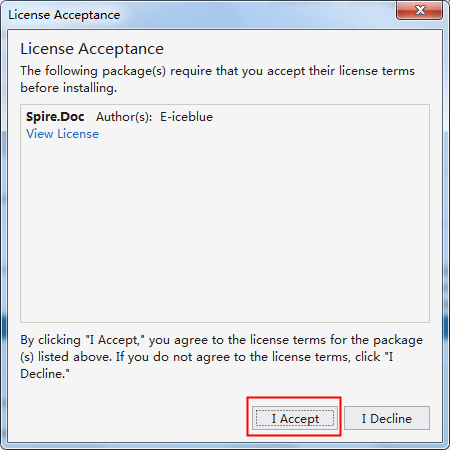 License Acceptance
License Acceptance
The following package(s) require that you accept their license terms
before installing.
Spire.Doc Author(s): E-iceblue
View License
By clicking "I Accept," you agree to the license terms for the package
(s) listed above. If you do not agree to the license terms, click "I
Decline."
I Accept I Decline